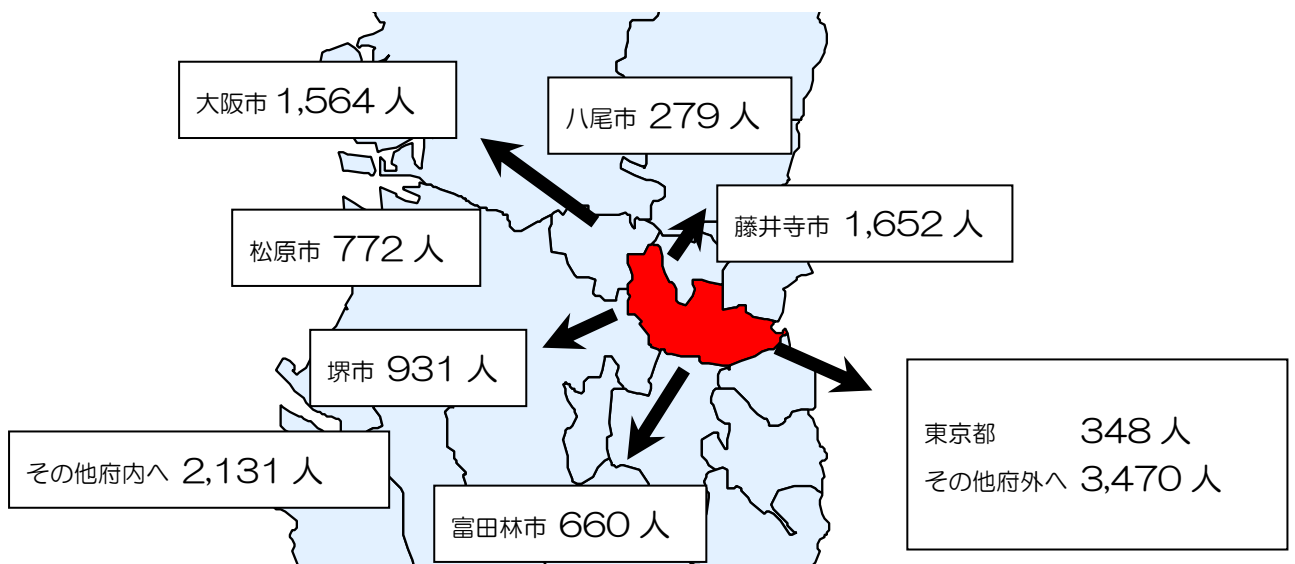 大阪市 1,564 人
八尾市 279 人
藤井寺市 1,652 人
松原市 772 人
堺市 931 人
東京都 348 人
その他府外へ 3,470 人
その他府内へ 2,131 人
富田林市 660 人